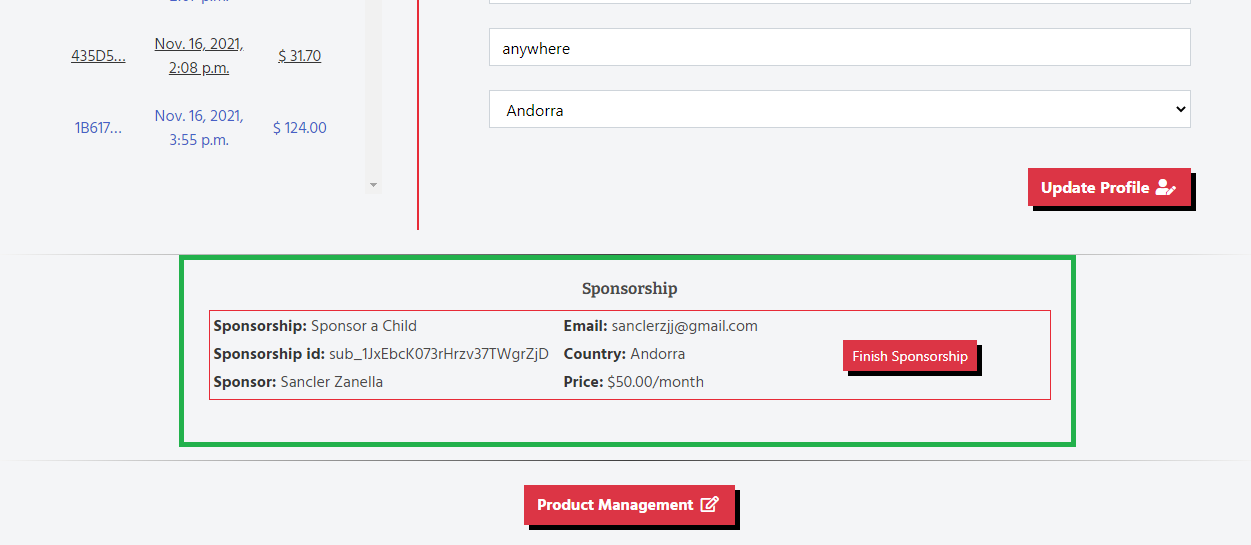 435D5... Nov. 16, 2021, $ 31.70
2:08 p.m.
1B617... Nov. 16, 2021, $ 124.00
3:55 p.m.
anywhere
Andorra
Update Profile
Sponsorship
Sponsorship: Sponsor a Child Email: sanclerzjj@gmail.com
Sponsorship id: sub_1JxEbcK073rHrzv37TWgrZjD Country: Andorra Finish Sponsorship
Sponsor: Sancler Zanella Price: $50.00/month
Product Management